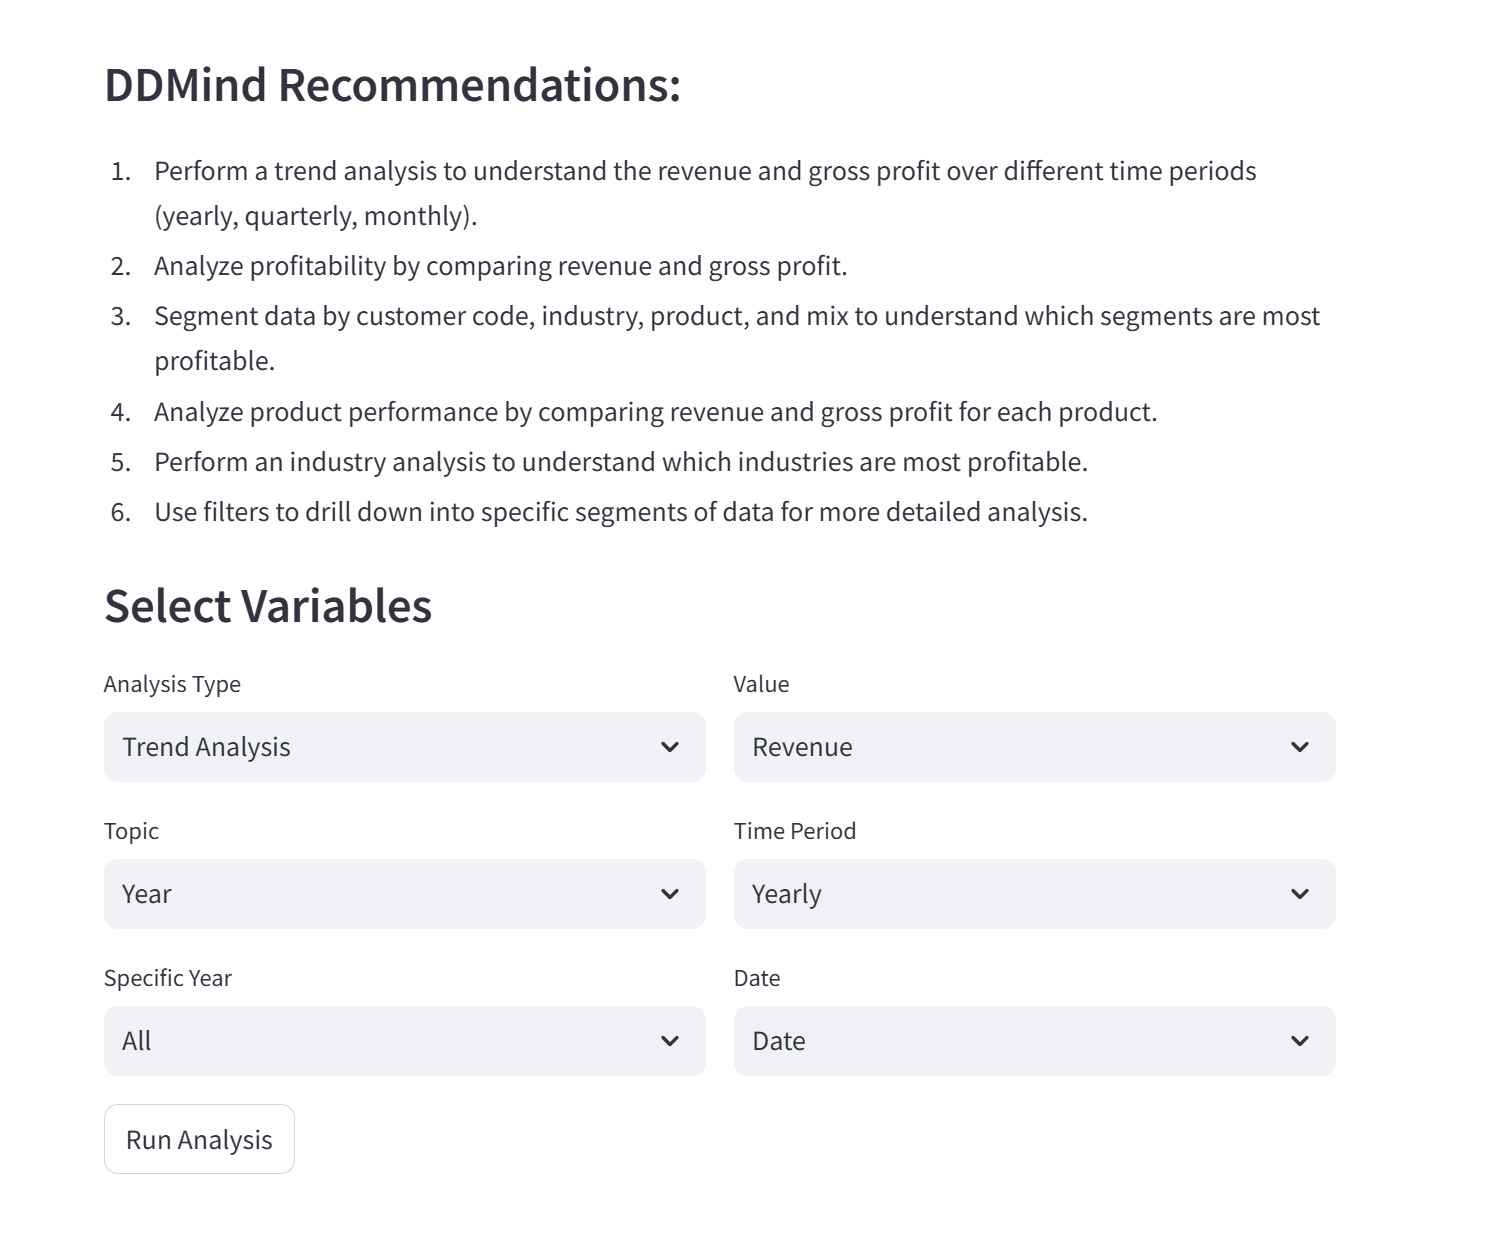 DDMind Recommendations:
1. Perform a trend analysis to understand the revenue and gross profit over different time periods
(yearly, quarterly, monthly).
2. Analyze profitability by comparing revenue and gross profit.
3. Segment data by customer code, industry, product, and mix to understand which segments are most
profitable.
4. Analyze product performance by comparing revenue and gross profit for each product.
5. Perform an industry analysis to understand which industries are most profitable.
6. Use filters to drill down into specific segments of data for more detailed analysis.
Select Variables
Analysis Type
Trend Analysis
Value
Revenue
Topic
Year
Time Period
Yearly
Specific Year
All
Date
Date
Run Analysis